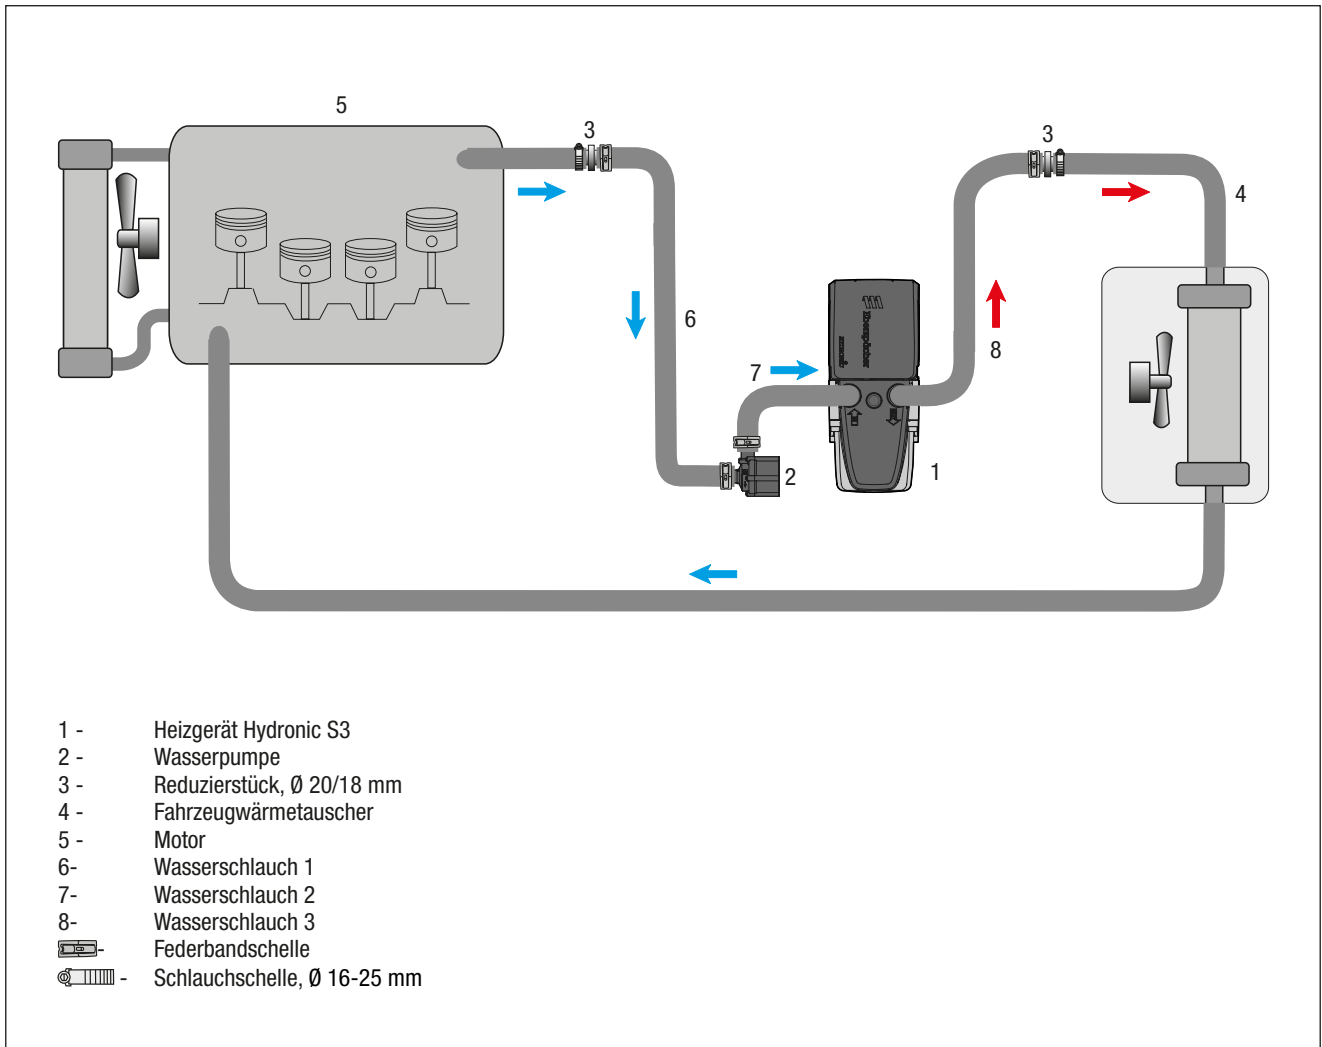 5
3
3
4
6
8
7
Eberspächer
HYDRONIC
2
1
1 - Heizgerät Hydronic S3
2 - Wasserpumpe
3 - Reduzierstück, Ø 20/18 mm
4 - Fahrzeugwärmetauscher
5 - Motor
6- Wasserschlauch 1
7- Wasserschlauch 2
8- Wasserschlauch 3
- Federbandschelle
- Schlauchschelle, Ø 16-25 mm